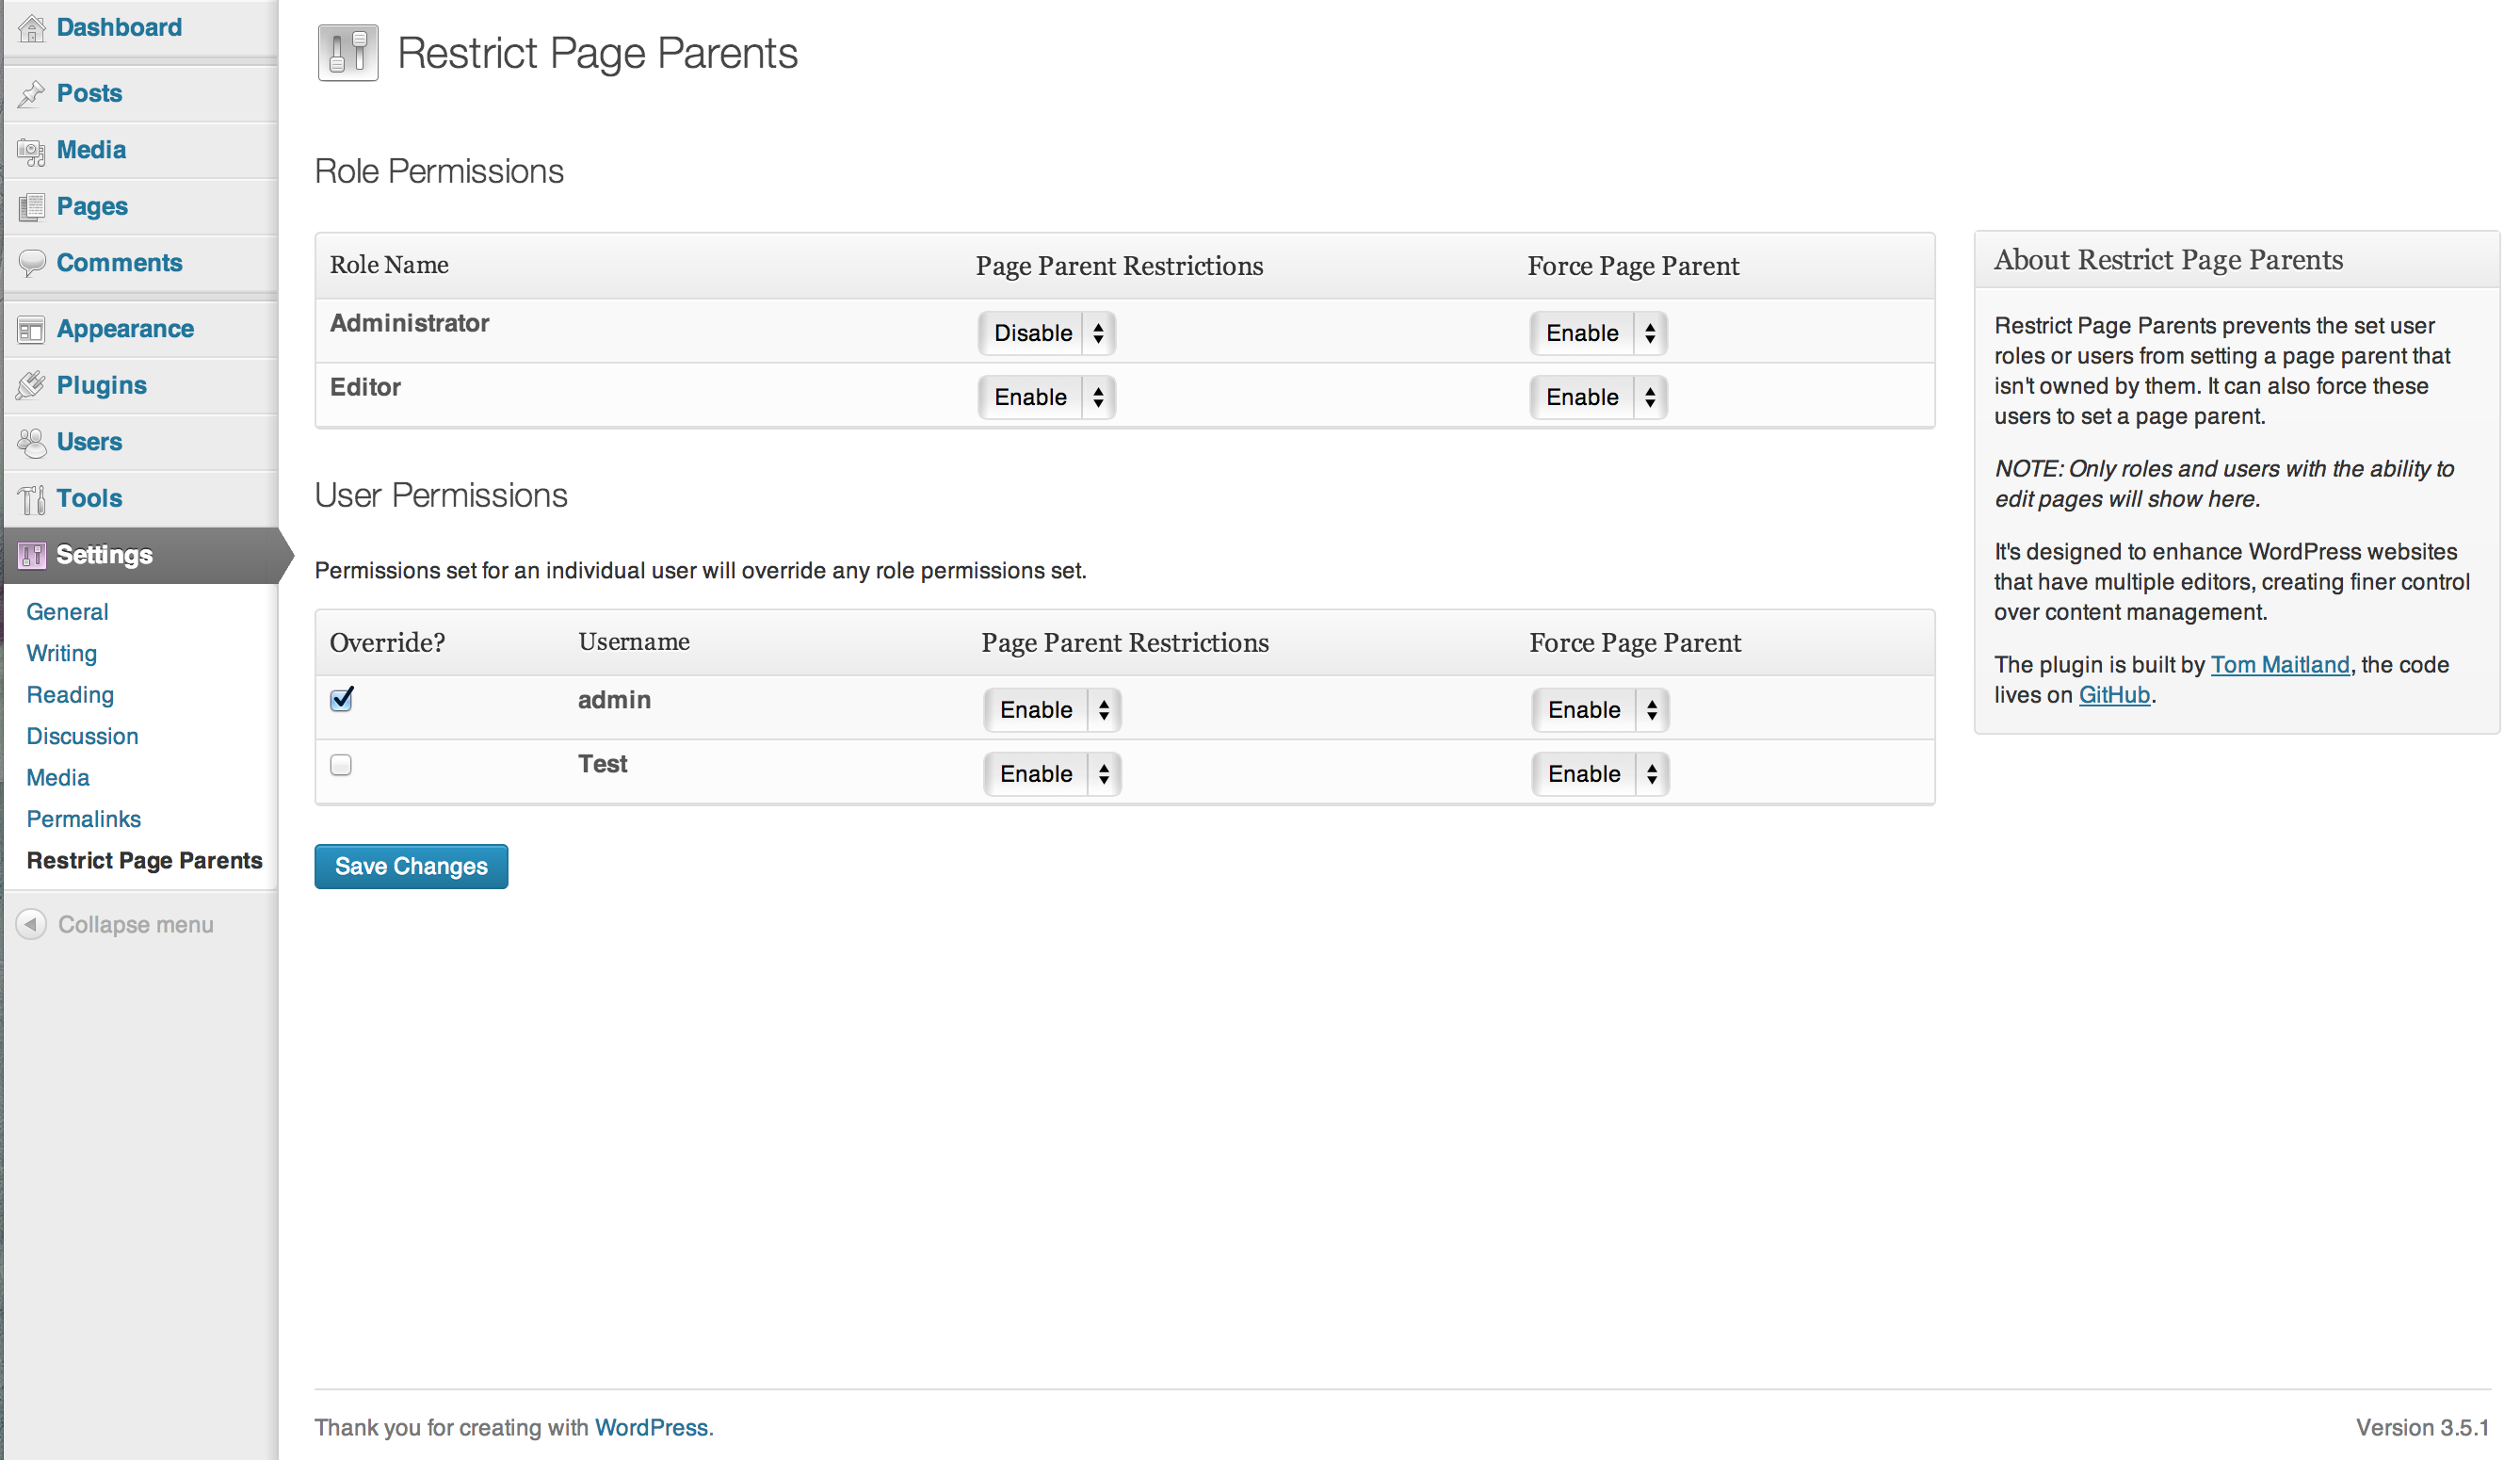 Dashboard
Posts
Media
Pages
Comments
Appearance
Plugins
Users
Tools
Settings
General
Writing
Reading
Discussion
Media
Permalinks
Restrict Page Parents
Collapse menu
Restrict Page Parents
Role Permissions
Role Name Page Parent Restrictions Force Page Parent
Administrator Disable Enable
Editor Enable Enable
User Permissions
Permissions set for an individual user will override any role permissions set.
Override? Username Page Parent Restrictions Force Page Parent
admin Enable Enable
Test Enable Enable
Save Changes
About Restrict Page Parents
Restrict Page Parents prevents the set user
roles or users from setting a page parent that
isn't owned by them. It can also force these
users to set a page parent.
NOTE: Only roles and users with the ability to
edit pages will show here.
It's designed to enhance WordPress websites
that have multiple editors, creating finer control
over content management.
The plugin is built by Tom Maitland, the code
lives on GitHub.
Thank you for creating with WordPress.
Version 3.5.1